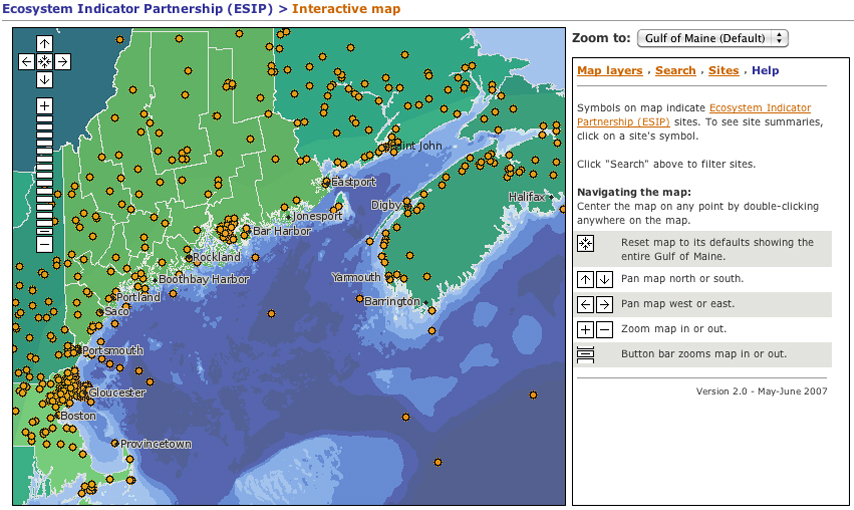 Ecosystem Indicator Partnership (ESIP) > Interactive map
Zoom to: Gulf of Maine (Default)
Map layers . Search . Sites . Help
Symbols on map indicate Ecosystem Indicator
Partnership (ESIP) sites. To see site summaries,
click on a site's symbol.
Click "Search" above to filter sites.
Navigating the map:
Center the map on any point by double-clicking
anywhere on the map.
Reset map to its defaults showing the
entire Gulf of Maine.
Pan map north or south.
Pan map west or east.
Zoom map in or out.
Button bar zooms map in or out.
Version 2.0 - May-June 2007
Saint John
Eastport
Digby
Halifax
Jonesport
Bar Harbor
Rockland
Boothbay Harbor
Yarmouth
Portland
Barrington
Saco
Portsmouth
Gloucester
Boston
Provincetown